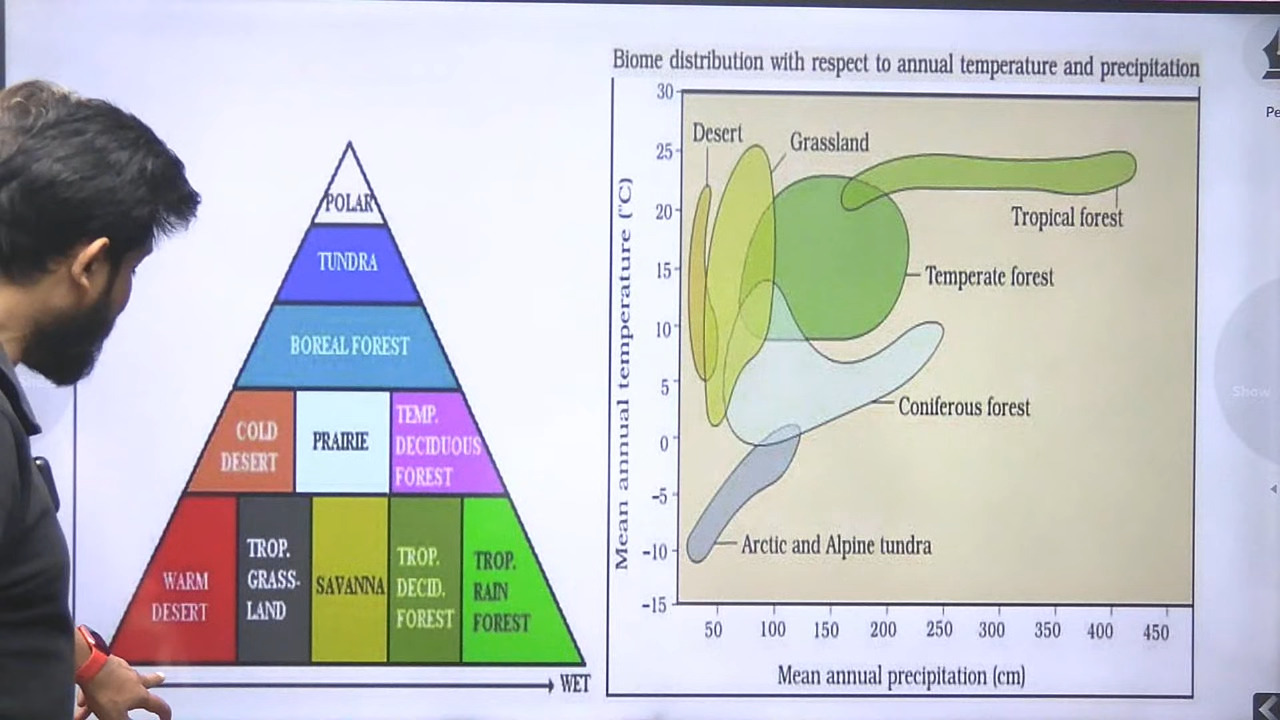 POLAR
TUNDRA
BOREAL FOREST
COLD
DESERT
PRAIRIE
TEMP.
DECIDUOUS
FOREST
WARM
DESERT
TROP.
GRASS-
LAND
SAVANNA
TROP.
DECID.
FOREST
TROP.
RAIN
FOREST
WET
Biome distribution with respect to annual temperature and precipitation
Mean annual temperature (°C)
30
25
20
15
10
5
0
-5
-10
-15
Desert
Grassland
Tropical forest
Temperate forest
Coniferous forest
Arctic and Alpine tundra
50 100 150 200 250 300 350 400 450
Mean annual precipitation (cm)
Pe
Show